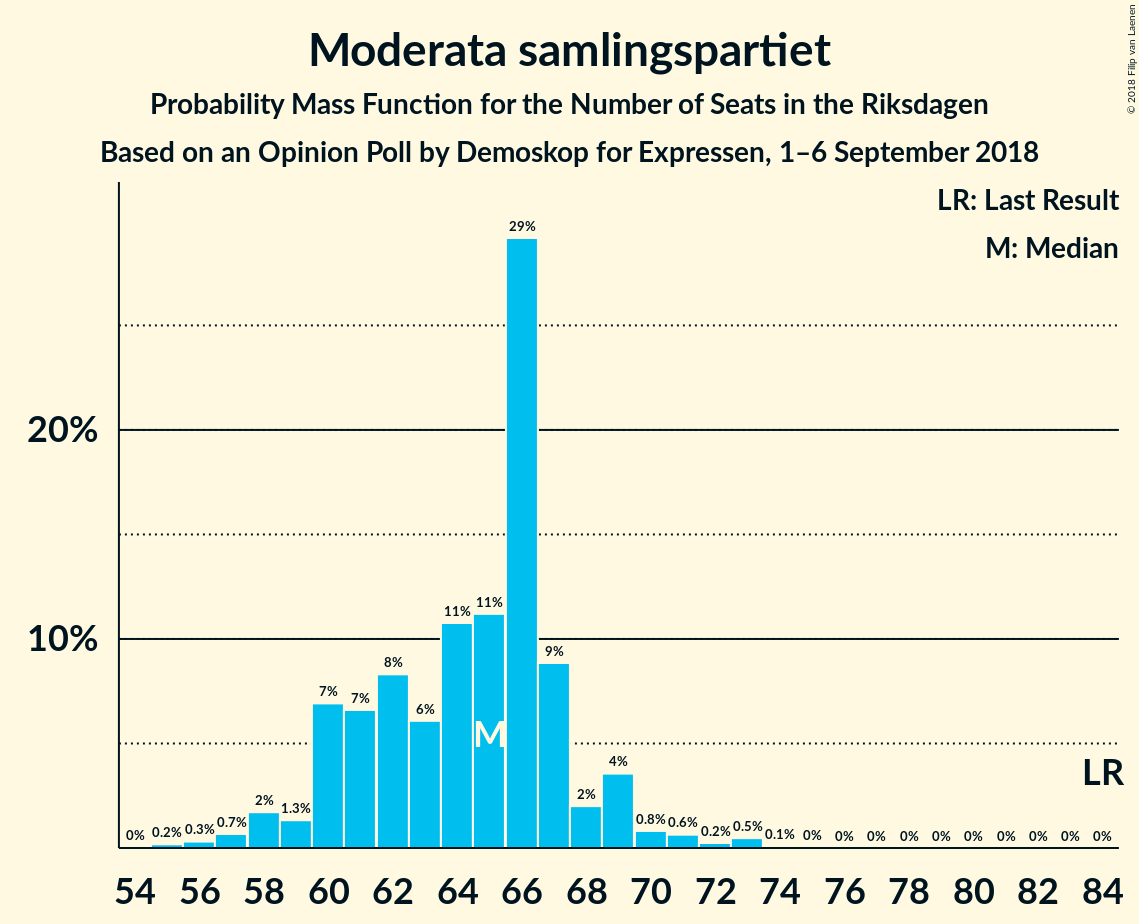 Moderata samlingspartiet
Probability Mass Function for the Number of Seats in the Riksdagen
Based on an Opinion Poll by Demoskop for Expressen, 1–6 September 2018
© 2018 Filip van Laenen
LR: Last Result
M: Median
20%
10%
0% 0.2% 0.3% 0.7% 2% 1.3% 7% 7% 8% 6% 11% 11% 29% 9% 2% 4% 0.8% 0.6% 0.2% 0.5% 0.1% 0% 0% 0% 0% 0% 0% 0% 0% 0% 0%
M
LR
54 56 58 60 62 64 66 68 70 72 74 76 78 80 82 84